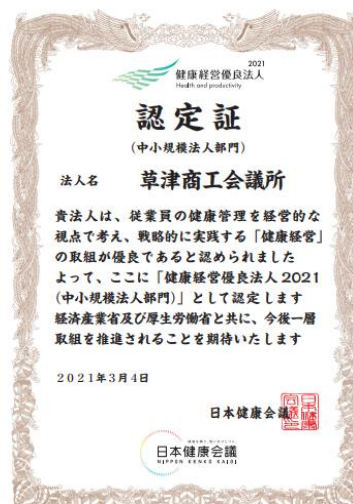 2021
健康経営優良法人
Health and productivity
認定証
(中小規模法人部門)
法人名 草津商工会議所
貴法人は、従業員の健康管理を経営的な
視点で考え、戦略的に実践する「健康経営」
の取組が優良であると認められました
よって、ここに「健康経営優良法人2021
(中小規模法人部門)」として認定します
経済産業省及び厚生労働省と共に、今後一層
取組を推進されることを期待いたします
2021年3月4日
日本健康会議
日本健康会議
NIPPON KENKO KAIGI